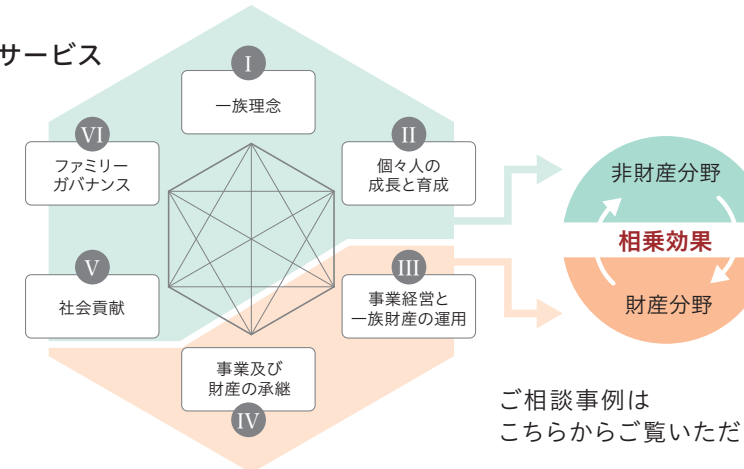 サービス
I
一族理念
VI
ファミリー
ガバナンス
II
個々人の
成長と育成
V
社会貢献
III
事業経営と
一族財産の運用
事業及び
財産の承継
IV
非財産分野
相乗効果
財産分野
ご相談事例は
こちらからご覧いただ